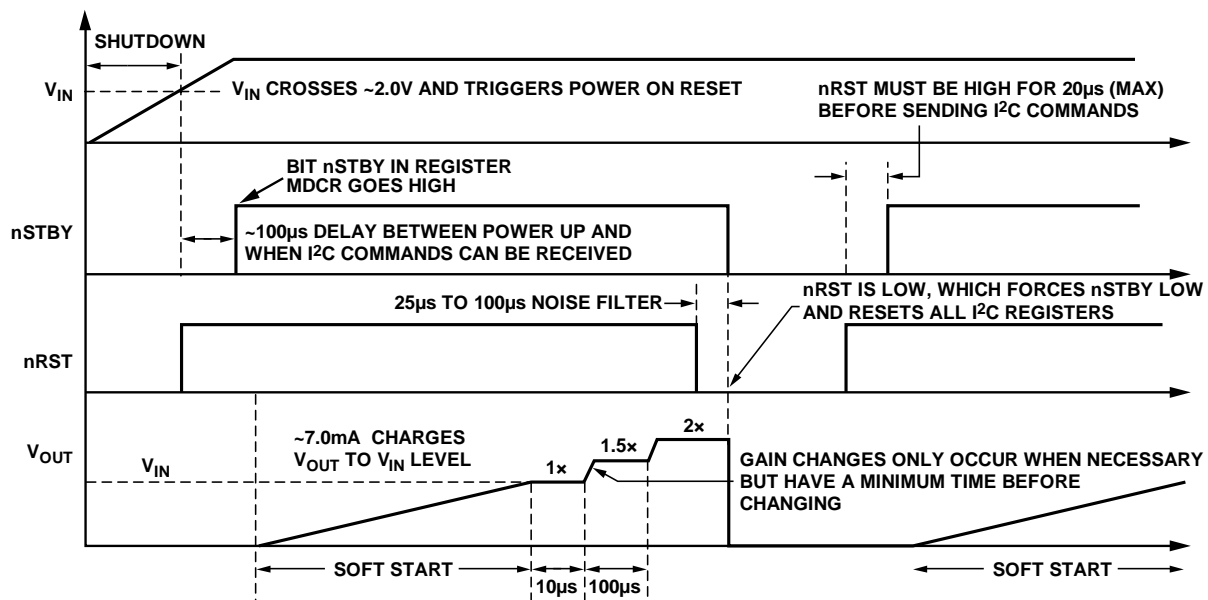 SHUTDOWN
VIN
VIN CROSSES ~2.0V AND TRIGGERS POWER ON RESET
nRST MUST BE HIGH FOR 20µs (MAX)
BEFORE SENDING I2C COMMANDS
BIT nSTBY IN REGISTER
MDCR GOES HIGH
nSTBY
~100µs DELAY BETWEEN POWER UP AND
WHEN I2C COMMANDS CAN BE RECEIVED
25µs TO 100µs NOISE FILTER
nRST IS LOW, WHICH FORCES nSTBY LOW
AND RESETS ALL I2C REGISTERS
nRST
VOUT
VIN
~7.0mA CHARGES
VOUT TO VIN LEVEL
1×
1.5×
2×
GAIN CHANGES ONLY OCCUR WHEN NECESSARY
BUT HAVE A MINIMUM TIME BEFORE
CHANGING
SOFT START
10µs
100µs
SOFT START